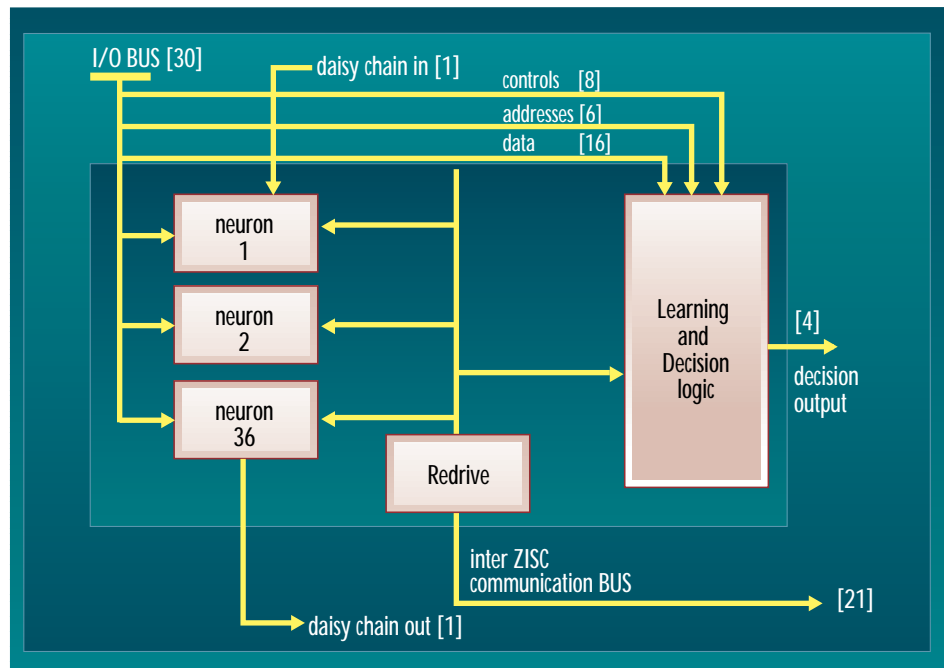 I/O BUS [30]
daisy chain in [1]
controls [8]
addresses [6]
data [16]
neuron
1
neuron
2
neuron
36
Redrive
Learning
and
Decision
logic
[4]
decision
output
inter ZISC
communication BUS
[21]
daisy chain out [1]